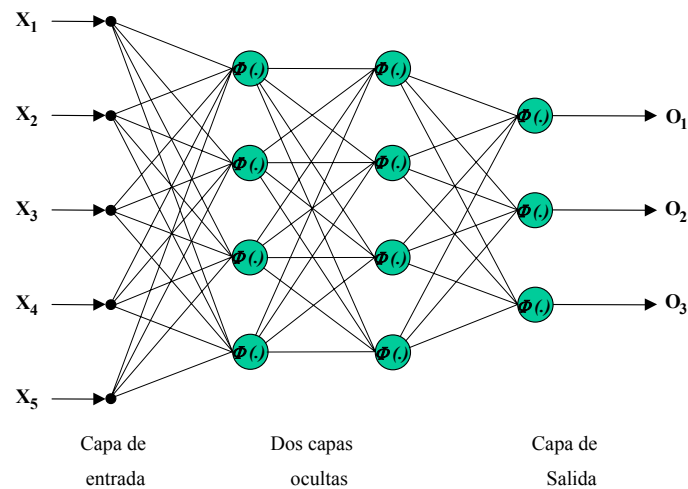 X1
X2
X3
X4
X5
Φ(.)
Φ(.)
Φ(.)
Φ(.)
Φ(.)
Φ(.)
Φ(.)
Φ(.)
Φ(.)
Φ(.)
Φ(.)
O1
O2
O3
Capa de
entrada
Dos capas
ocultas
Capa de
Salida